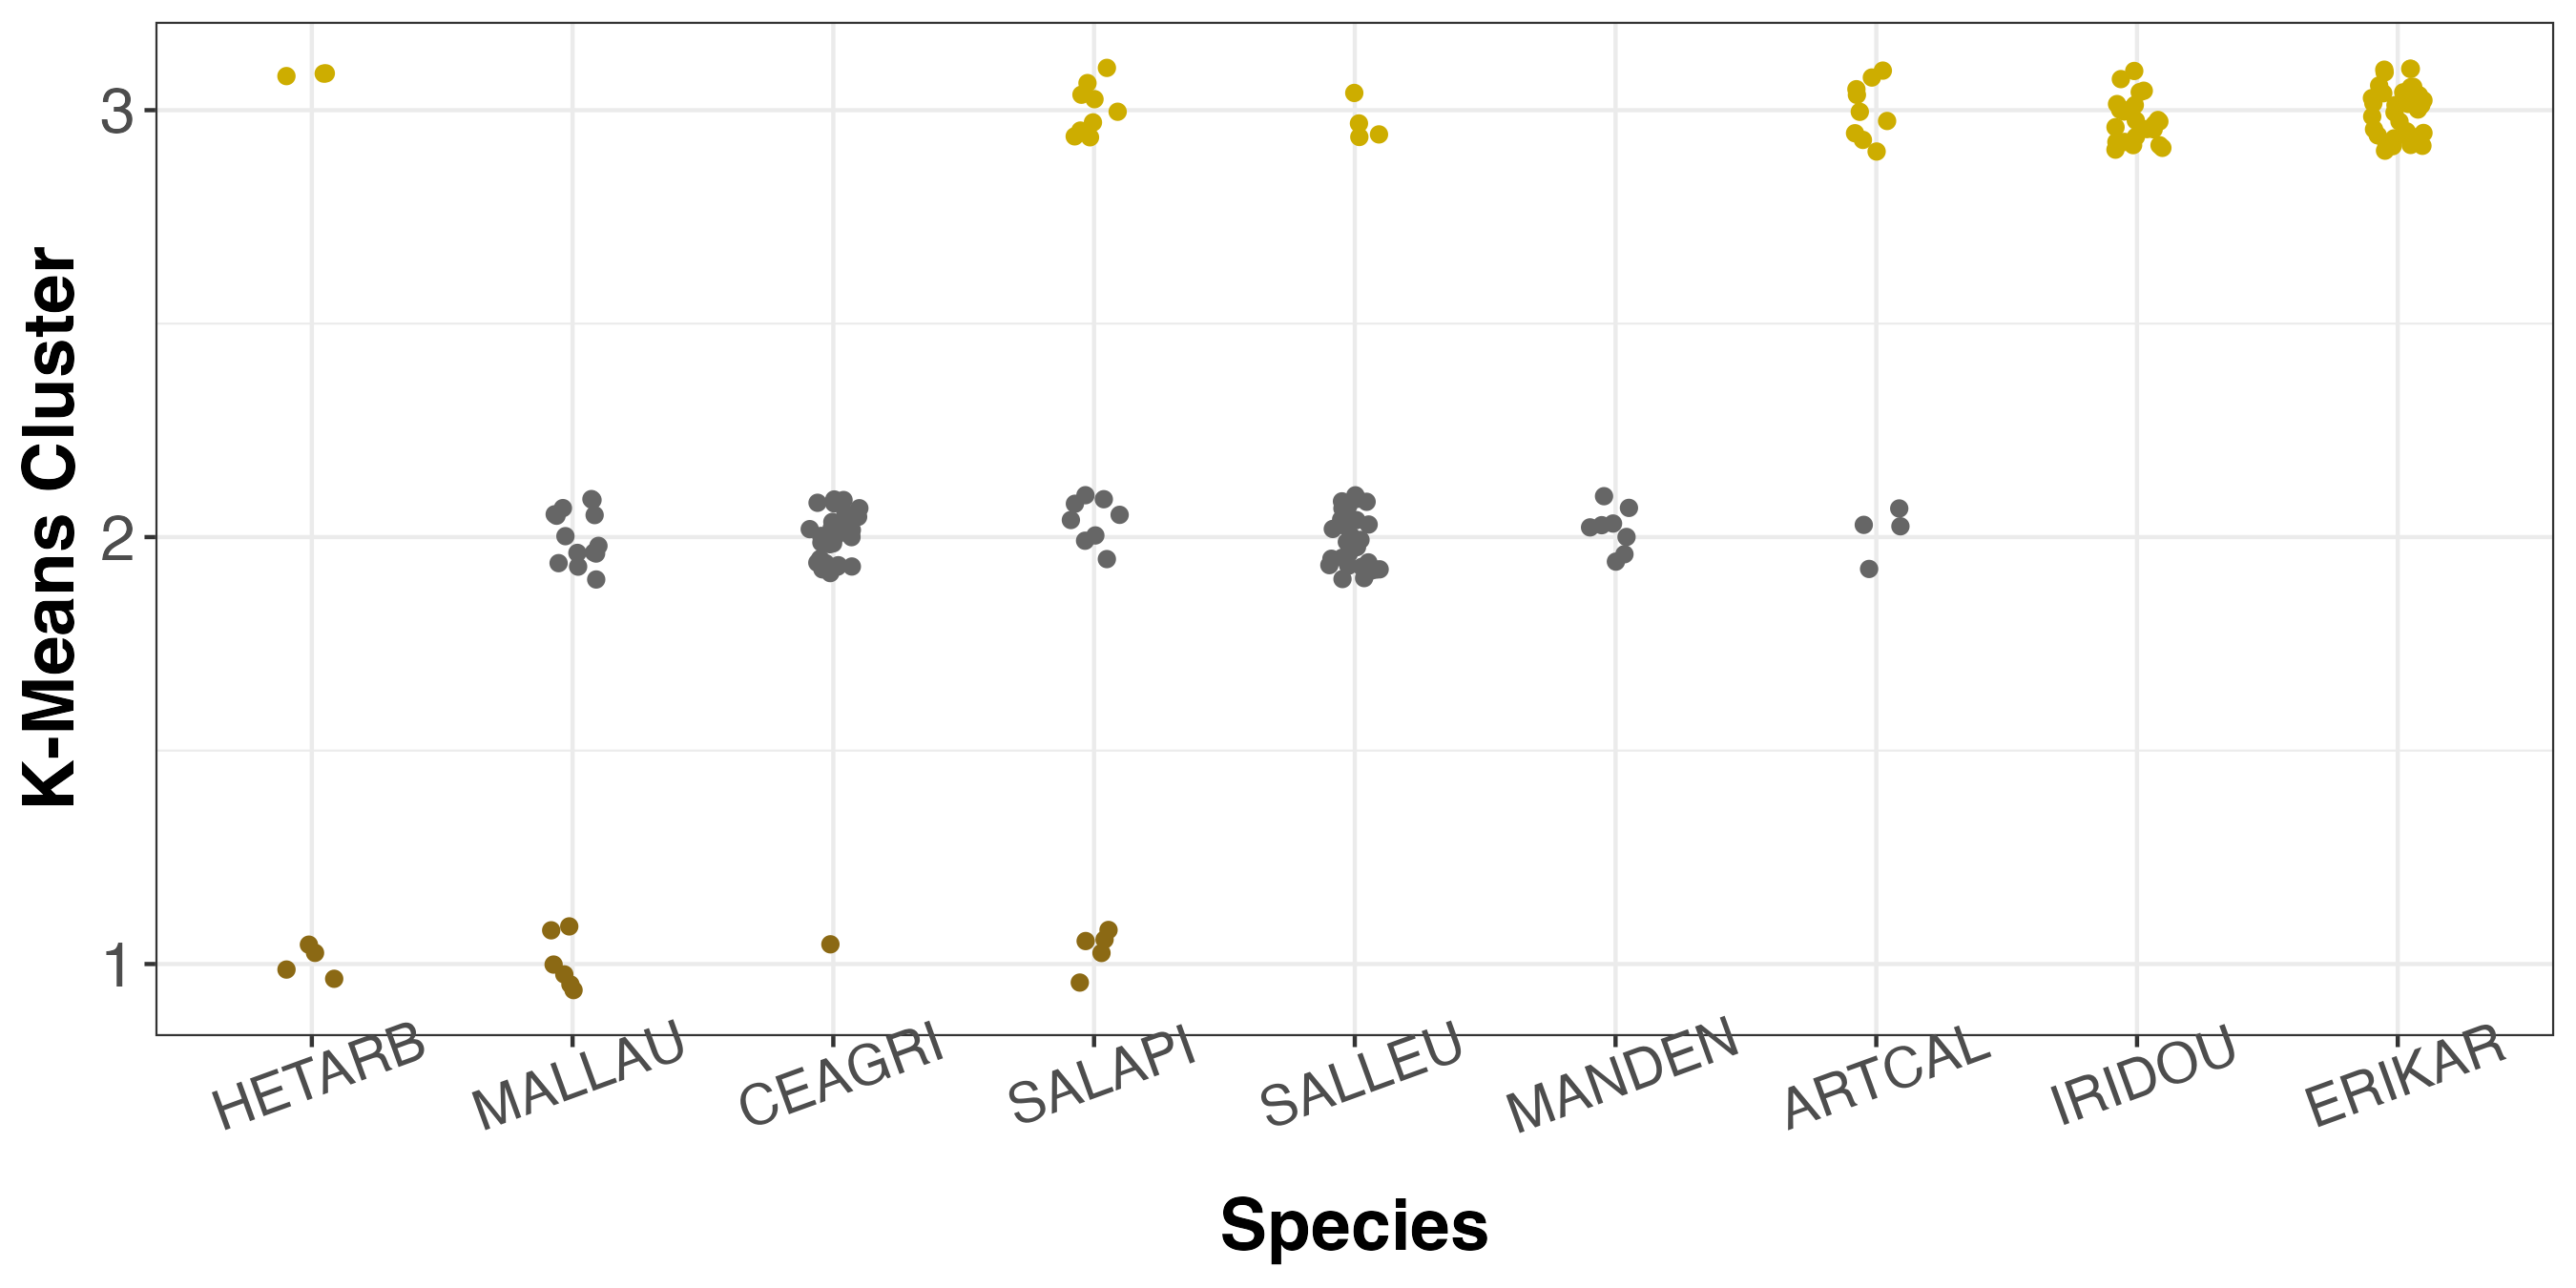 K-Means Cluster
3
2
1
HETARB MALLAU CEAGRI SALAPI SALLEU MANDEN ARTCAL IRIDOU ERIKAR
Species